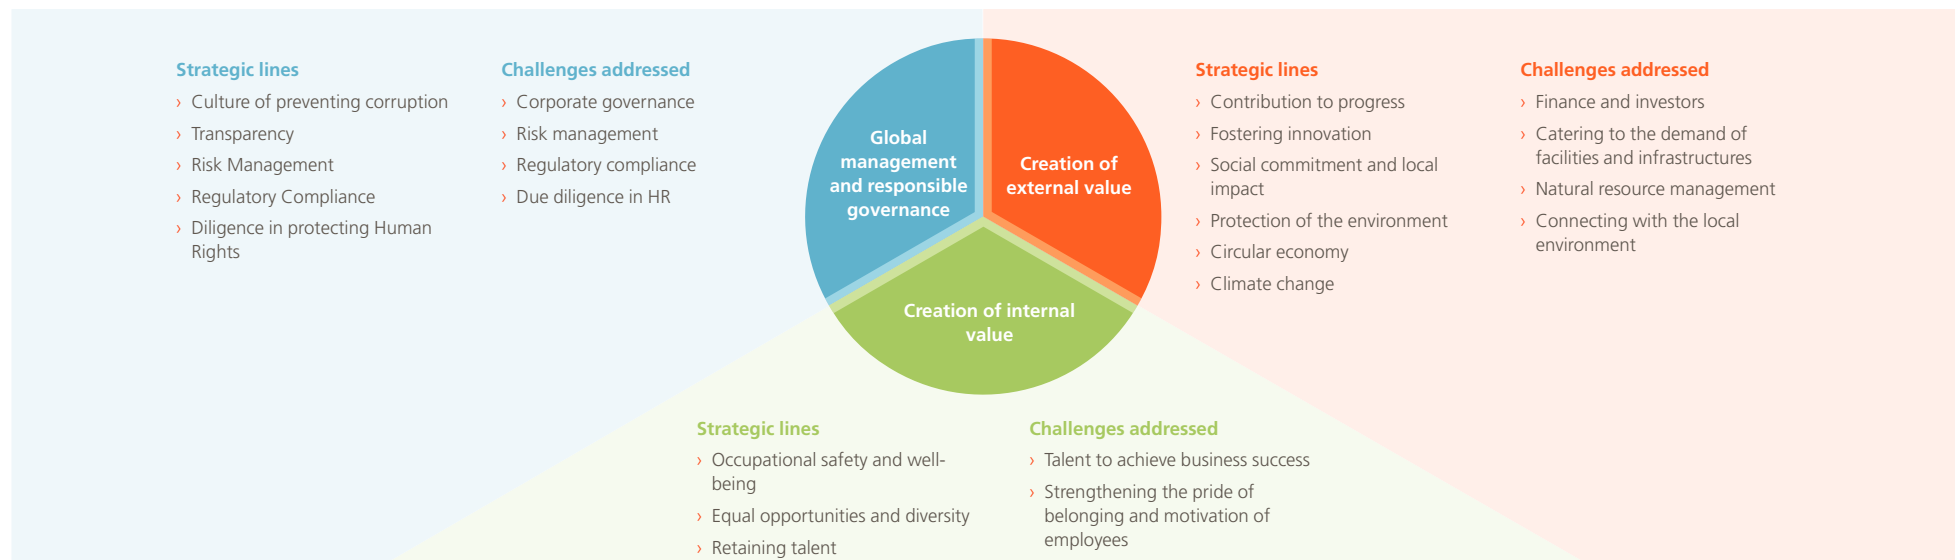 Strategic lines
› Culture of preventing corruption
› Transparency
› Risk Management
› Regulatory Compliance
› Diligence in protecting Human
Rights
Challenges addressed
› Corporate governance
› Risk management
› Regulatory compliance
› Due diligence in HR
Global
management
and responsible
governance
Creation of
external value
Creation of internal
value
Strategic lines
› Contribution to progress
› Fostering innovation
› Social commitment and local
impact
› Protection of the environment
› Circular economy
› Climate change
Challenges addressed
› Finance and investors
› Catering to the demand of
facilities and infrastructures
› Natural resource management
› Connecting with the local
environment
Strategic lines
› Occupational safety and well-
being
› Equal opportunities and diversity
› Retaining talent
Challenges addressed
› Talent to achieve business success
› Strengthening the pride of
belonging and motivation of
employees